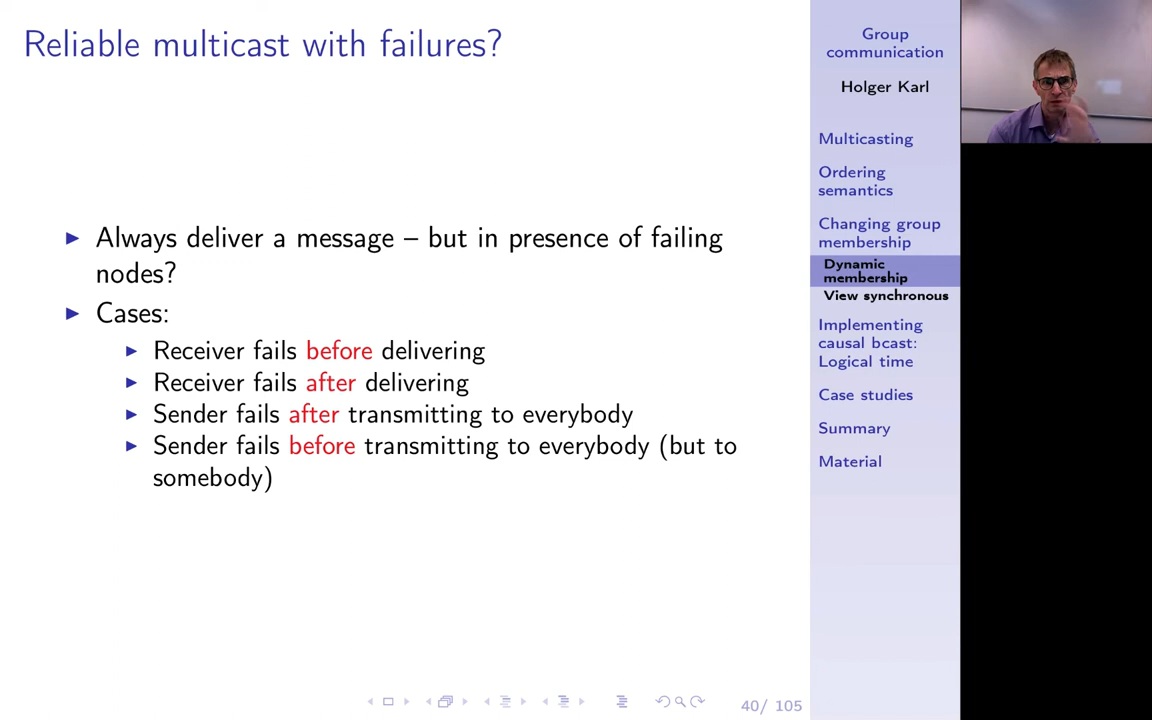 Reliable multicast with failures?
Always deliver a message – but in presence of failing
nodes?
Cases:
Receiver fails before delivering
Receiver fails after delivering
Sender fails after transmitting to everybody
Sender fails before transmitting to everybody (but to
somebody)
40/ 105
Group
communication
Holger Karl
Multicasting
Ordering
semantics
Changing group
membership
Dynamic
membership
View synchronous
Implementing
causal bcast:
Logical time
Case studies
Summary
Material